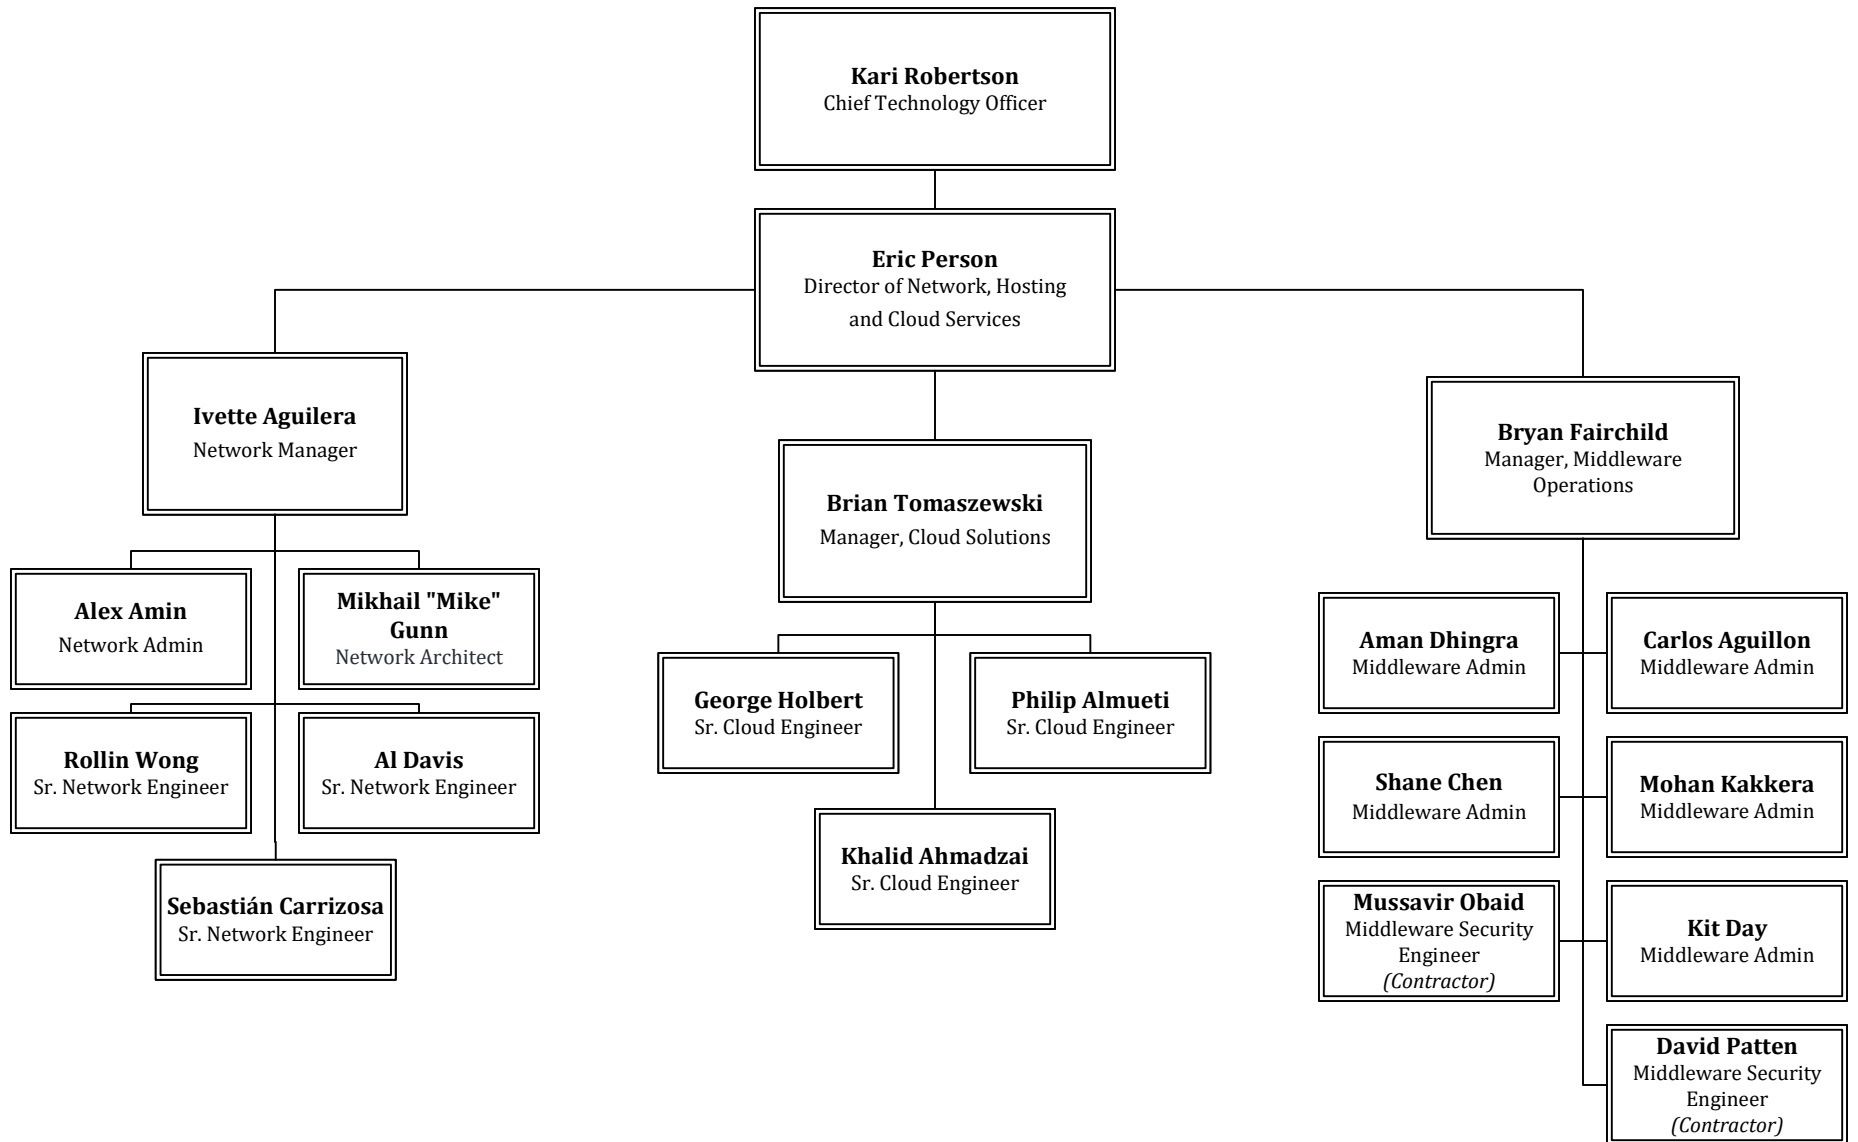 Kari Robertson
Chief Technology Officer
Eric Person
Director of Network, Hosting
and Cloud Services
Ivette Aguilera
Network Manager
Alex Amin
Network Admin
Mikhail "Mike"
Gunn
Network Architect
Rollin Wong
Sr. Network Engineer
Al Davis
Sr. Network Engineer
Sebastián Carrizosa
Sr. Network Engineer
Brian Tomaszewski
Manager, Cloud Solutions
George Holbert
Sr. Cloud Engineer
Philip Almueti
Sr. Cloud Engineer
Khalid Ahmadzai
Sr. Cloud Engineer
Bryan Fairchild
Manager, Middleware
Operations
Aman Dhingra
Middleware Admin
Carlos Aguillon
Middleware Admin
Shane Chen
Middleware Admin
Mohan Kakkera
Middleware Admin
Mussavir Obaid
Middleware Security
Engineer
(Contractor)
Kit Day
Middleware Admin
David Patten
Middleware Security
Engineer
(Contractor)